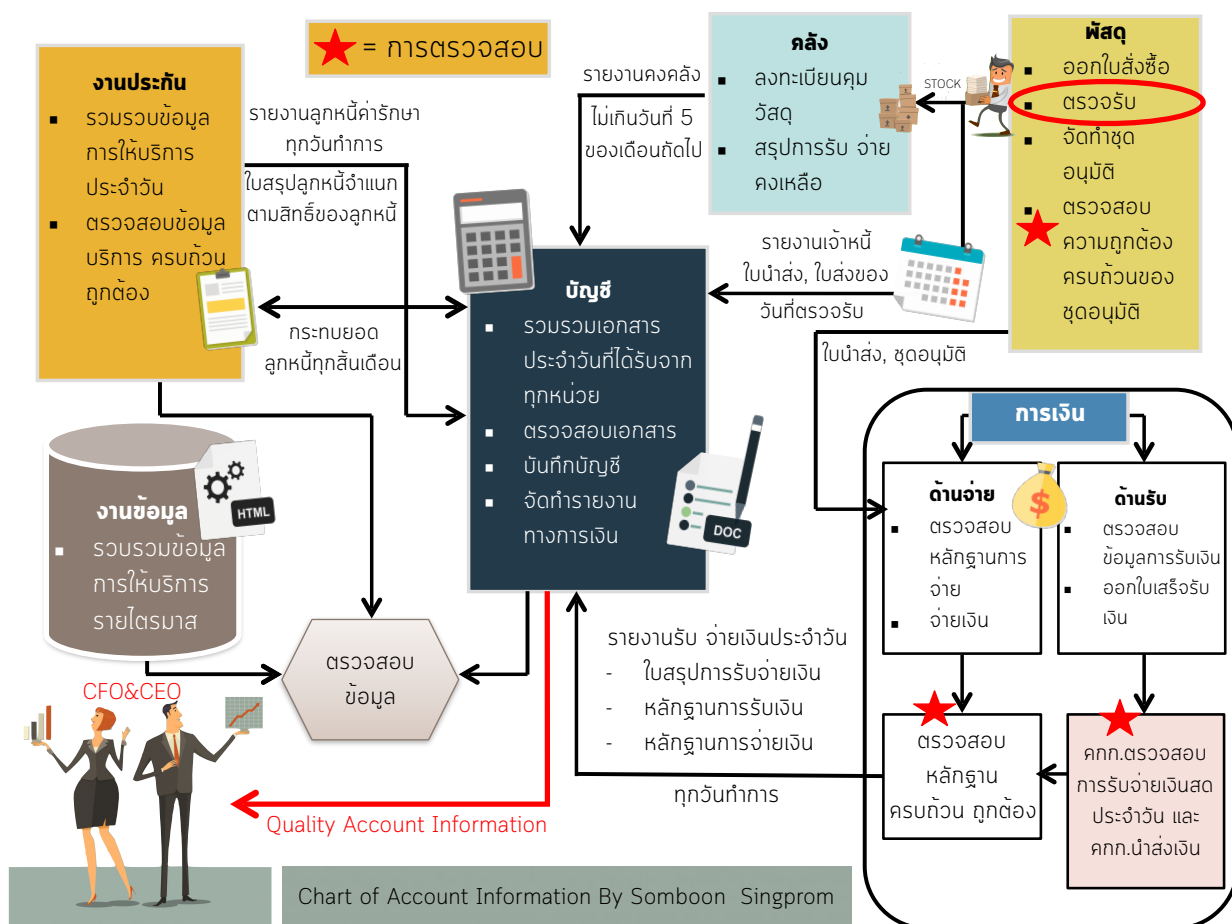 = การตรวจสอบ
งานประกัน
▪ รวมรวบข้อมูล
การให้บริการ
ประจำวัน
▪ ตรวจสอบข้อมูล
บริการ ครบถ้วน
ถูกต้อง
รายงานลูกหนี้ค่ารักษา
ทุกวันทำการ
ใบสรุปลูกหนี้จำแนก
ตามสิทธิ์ของลูกหนี้
กระทบยอด
ลูกหนี้ทุกสิ้นเดือน
รายงานคงคลัง
ไม่เกินวันที่ 5
ของเดือนถัดไป
คลัง
▪ ลงทะเบียนคุม
วัสดุ
▪ สรุปการรับ จ่าย
คงเหลือ
STOCK
พัสดุ
▪ ออกใบสั่งซื้อ
▪ ตรวจรับ
▪ จัดทำชุด
อนุมัติ
▪ ตรวจสอบ
ความถูกต้อง
ครบถ้วนของ
ชุดอนุมัติ
รายงานเจ้าหนี้
ใบนำส่ง, ใบส่งของ
วันที่ตรวจรับ
ใบนำส่ง, ชุดอนุมัติ
บัญชี
▪ รวมรวมเอกสาร
ประจำวันที่ได้รับจาก
ทุกหน่วย
▪ ตรวจสอบเอกสาร
▪ บันทึกบัญชี
▪ จัดทำรายงาน
ทางการเงิน
DOC
HTML
งานข้อมูล
▪ รวบรวมข้อมูล
การให้บริการ
รายไตรมาส
ตรวจสอบ
ข้อมูล
การเงิน
ด้านจ่าย
▪ ตรวจสอบ
หลักฐานการ
จ่าย
▪ จ่ายเงิน
ด้านรับ
▪ ตรวจสอบ
ข้อมูลการรับเงิน
▪ ออกใบเสร็จรับ
เงิน
$
รายงานรับ จ่ายเงินประจำวัน
- ใบสรุปการรับจ่ายเงิน
- หลักฐานการรับเงิน
- หลักฐานการจ่ายเงิน
ทุกวันทำการ
ตรวจสอบ
หลักฐาน
ครบถ้วน ถูกต้อง
คกก.ตรวจสอบ
การรับจ่ายเงินสด
ประจำวัน และ
คกก.นำส่งเงิน
CFO&CEO
Quality Account Information
Chart of Account Information By Somboon Singprom